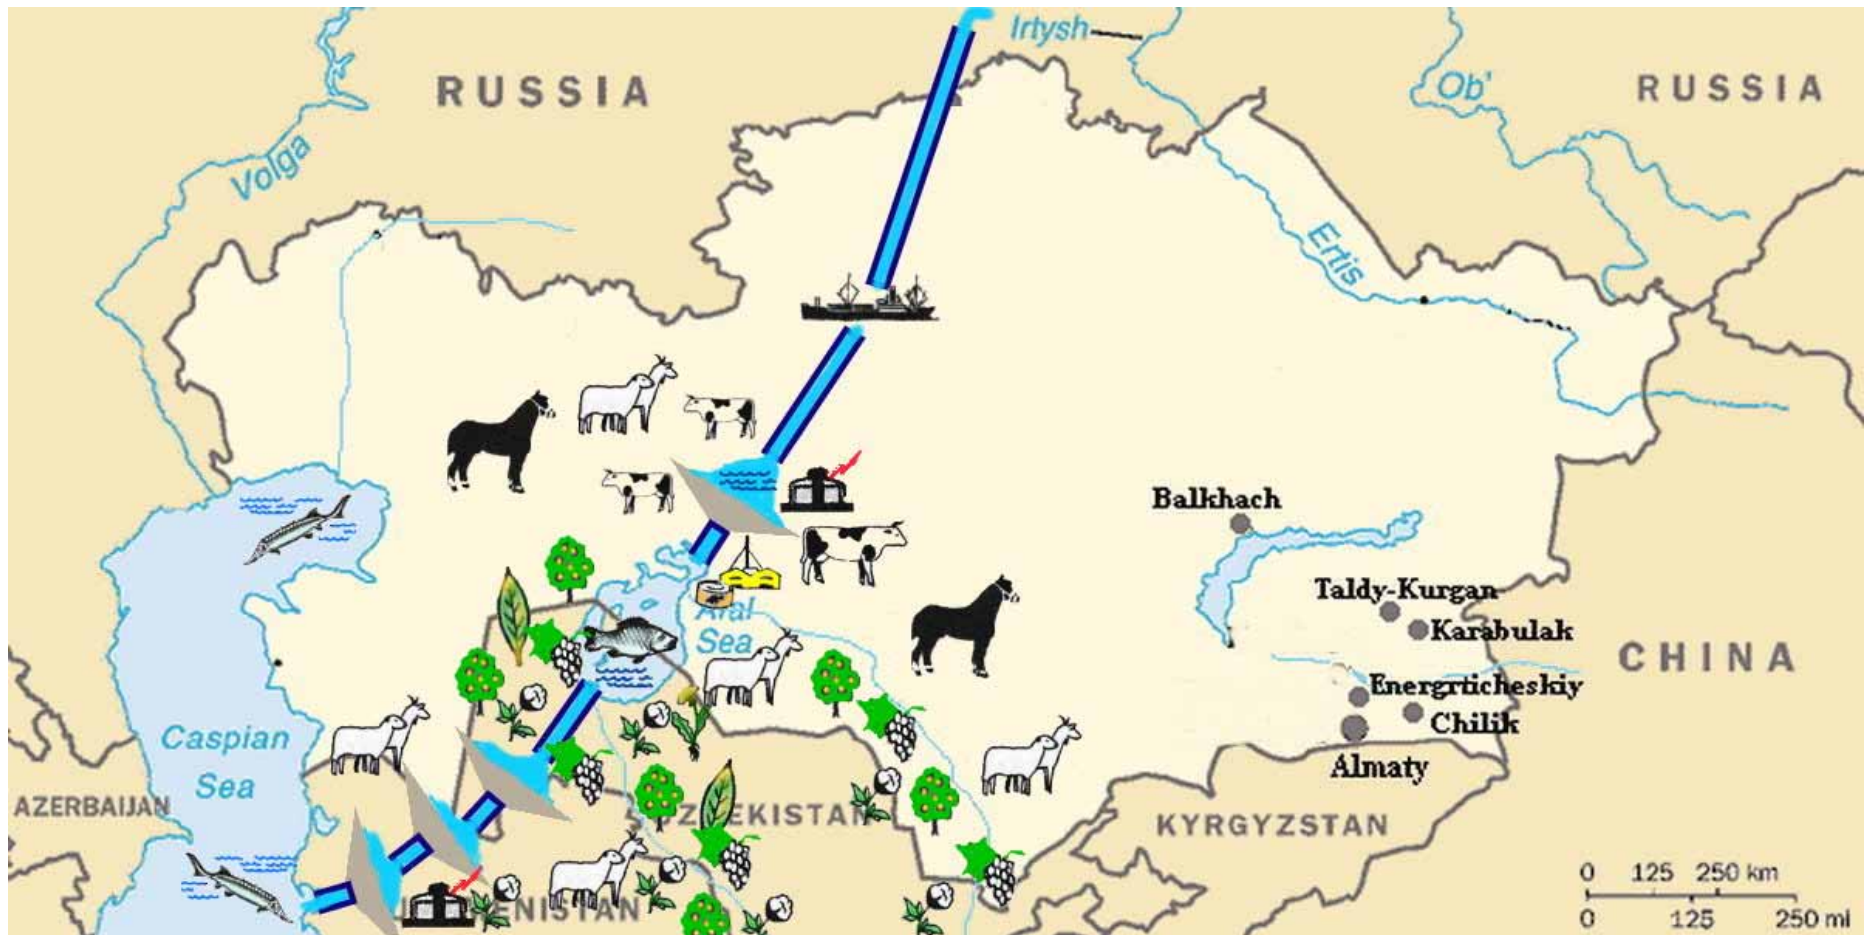 Irtysh
RUSSIA
Ob'
RUSSIA
Volga
Ertis
Balkhach
Taldy-Kurgan
Aral
Sea
Karabulak
CHINA
Energrticheskiy
Chilik
Caspian
Sea
Almaty
AZERBAIJAN
KYRGYZSTAN
0 125 250 km
0 125 250 mi